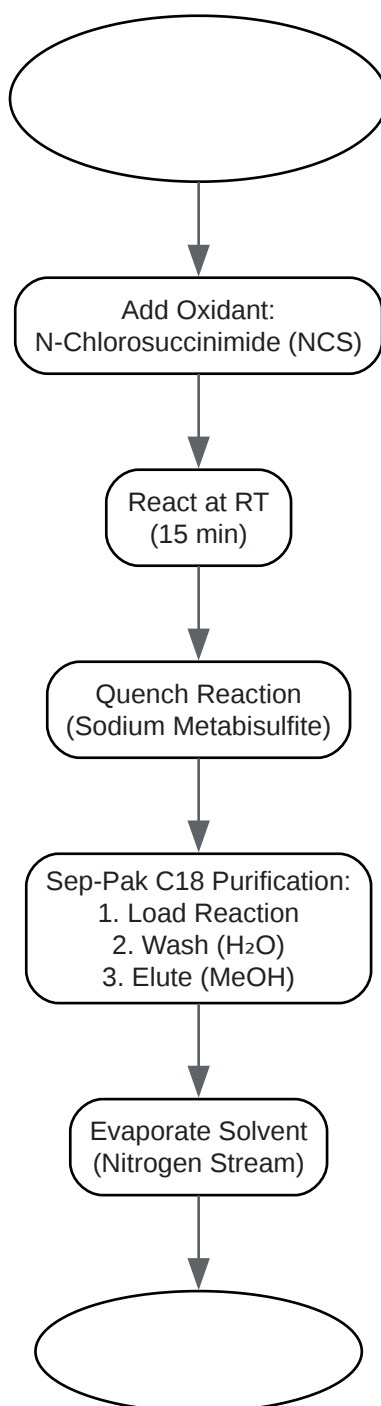 Add Oxidant:
N-Chlorosuccinimide (NCS)
React at RT
(15 min)
Quench Reaction
(Sodium Metabisulfite)
Sep-Pak C18 Purification:
1. Load Reaction
2. Wash (H₂O)
3. Elute (MeOH)
Evaporate Solvent
(Nitrogen Stream)